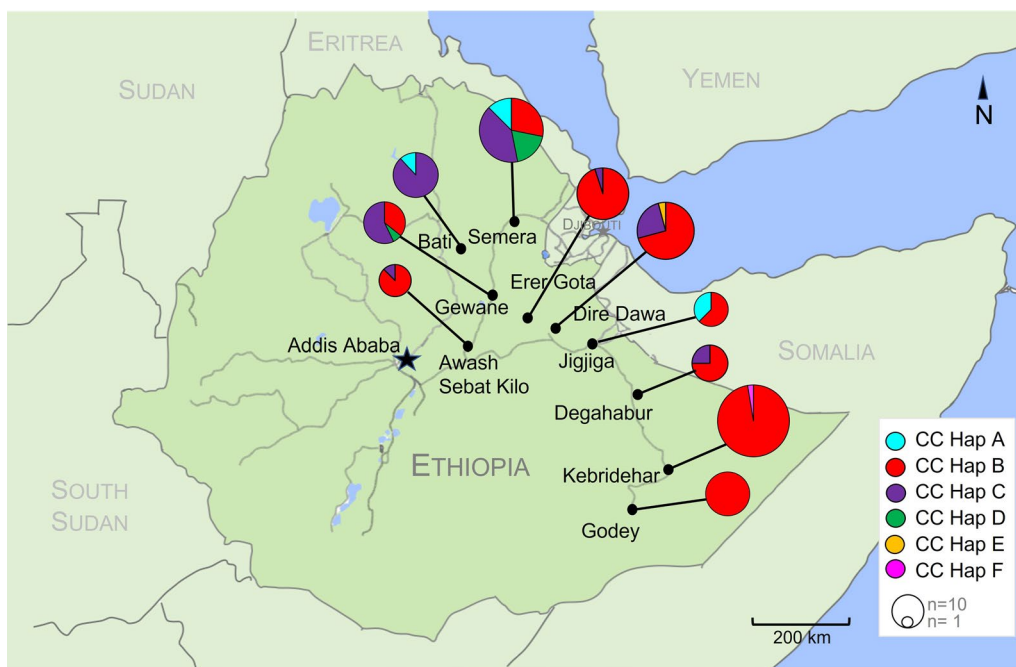 ERITREA
SUDAN
YEMEN
N
DJIBOUTI
Bati
Semera
Erer Gota
Gewane
Dire Dawa
Addis Ababa
Awash
Sebat Kilo
Jigjiga
SOMALIA
Degahabur
ETHIOPIA
Kebridehar
SOUTH
SUDAN
Godey
CC Hap A
CC Hap B
CC Hap C
CC Hap D
CC Hap E
CC Hap F
n=10
n= 1
200 km